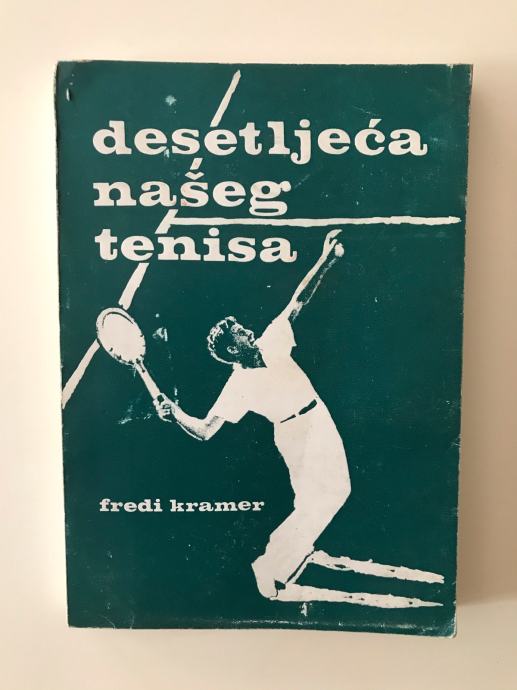 desetljeća
našeg
tenisa
fredi kramer